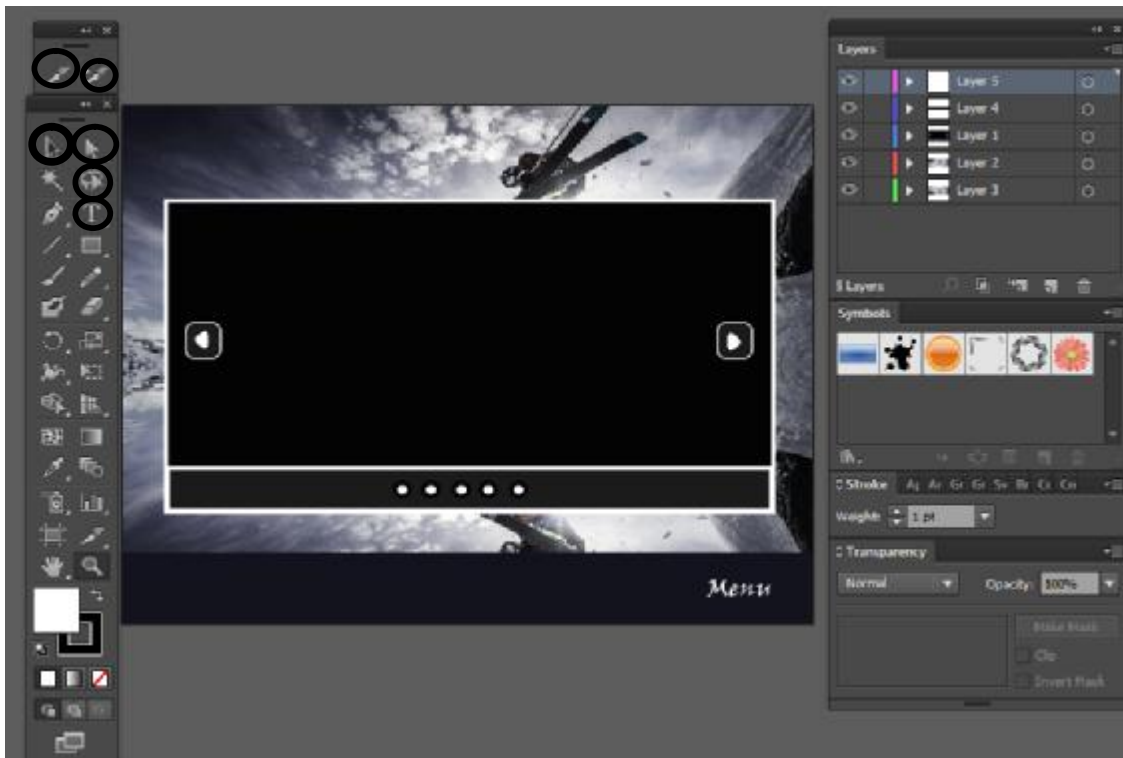 Layers
Layer 5
Layer 4
Layer 1
Layer 2
Layer 3
5 Layers
Symbols
Stroke
Weight: 1 pt
Transparency
Normal Opacity: 100%
Make Mask
Clip
Invert Mask
T
Menu